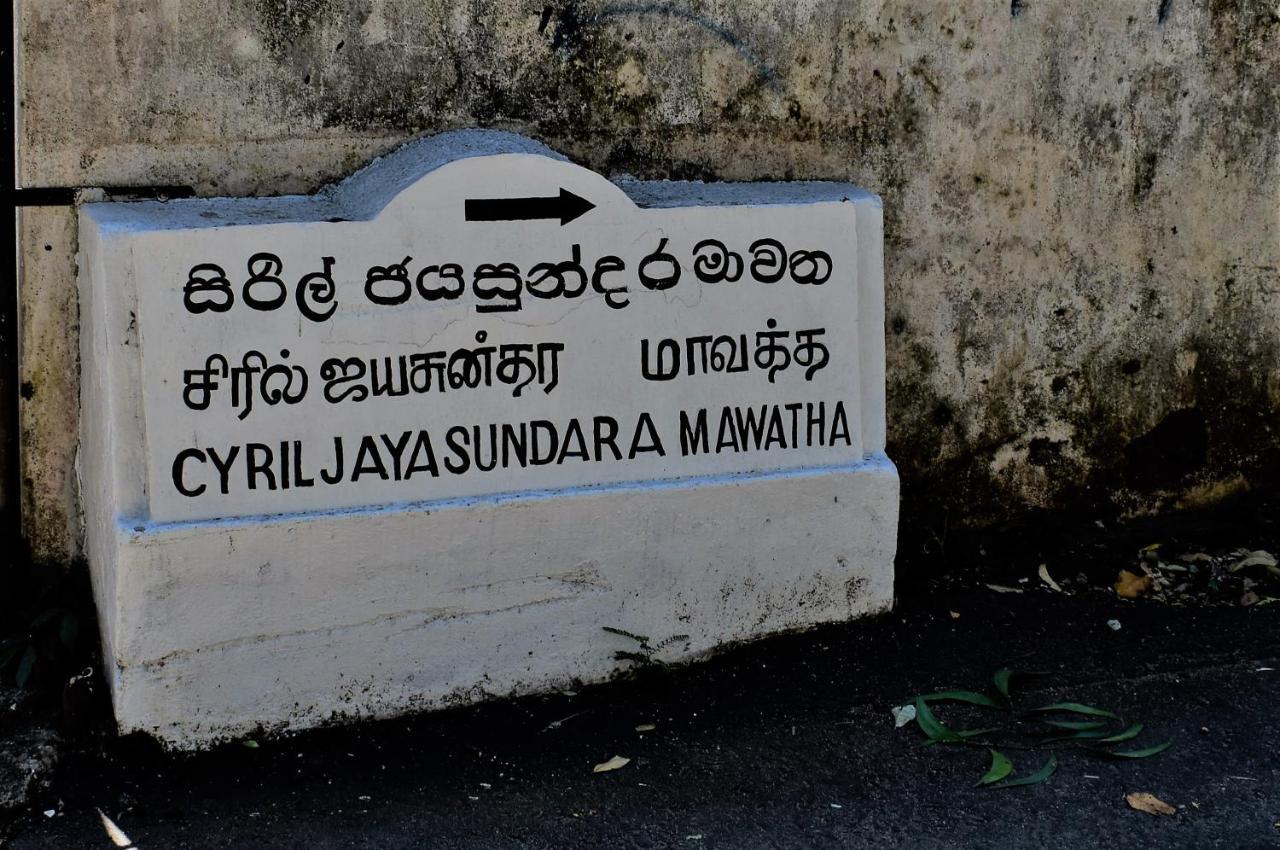 සිරිල් ජයසුන්දර මාවත
சிரில் ஜயசுன்தர மாவத்த
CYRIL JAYASUNDARA MAWATHA